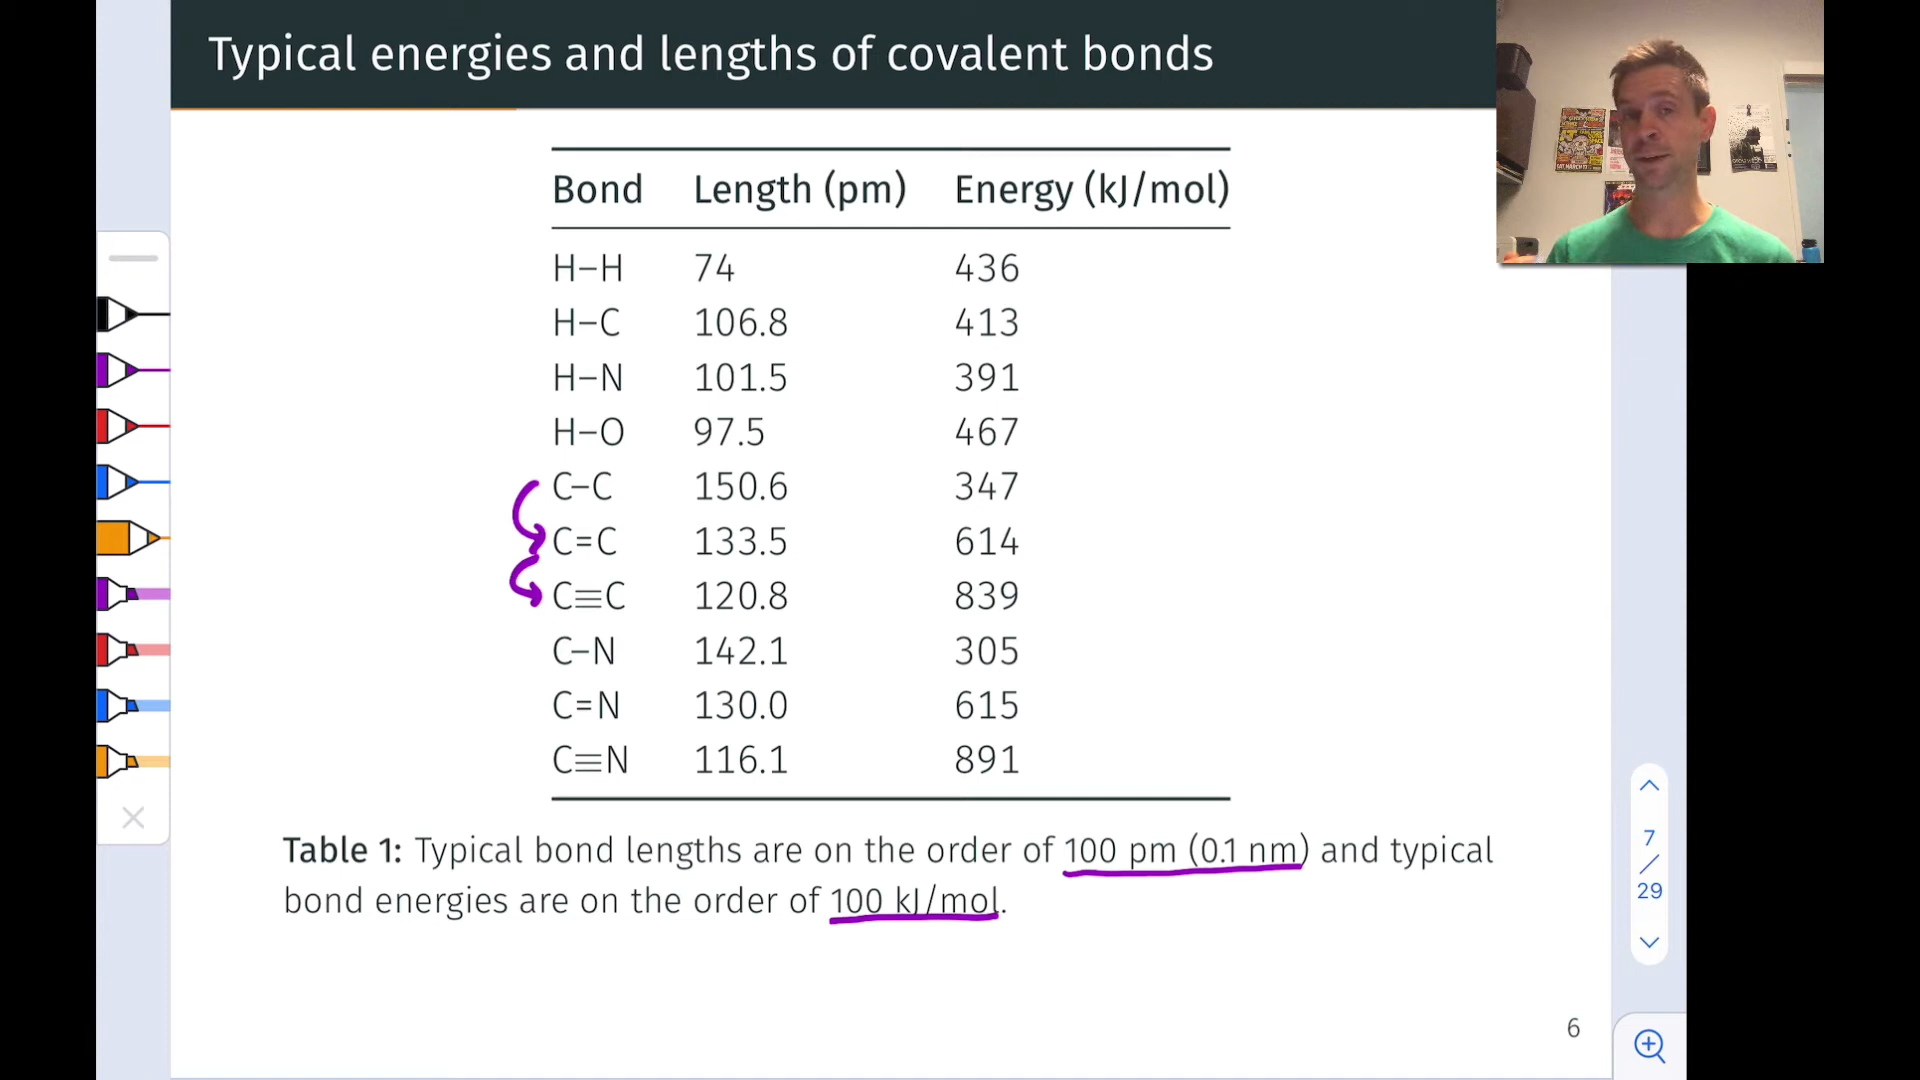 Typical energies and lengths of covalent bonds
Bond Length (pm) Energy (kJ/mol)
H–H 74 436
H–C 106.8 413
H–N 101.5 391
H–O 97.5 467
C–C 150.6 347
C=C 133.5 614
C≡C 120.8 839
C–N 142.1 305
C=N 130.0 615
C≡N 116.1 891
Table 1: Typical bond lengths are on the order of 100 pm (0.1 nm) and typical
bond energies are on the order of 100 kJ/mol.
7
/
29
6